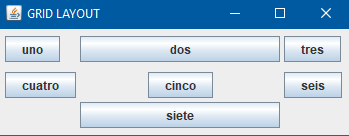 GRID LAYOUT
uno dos tres
cuatro cinco seis
siete